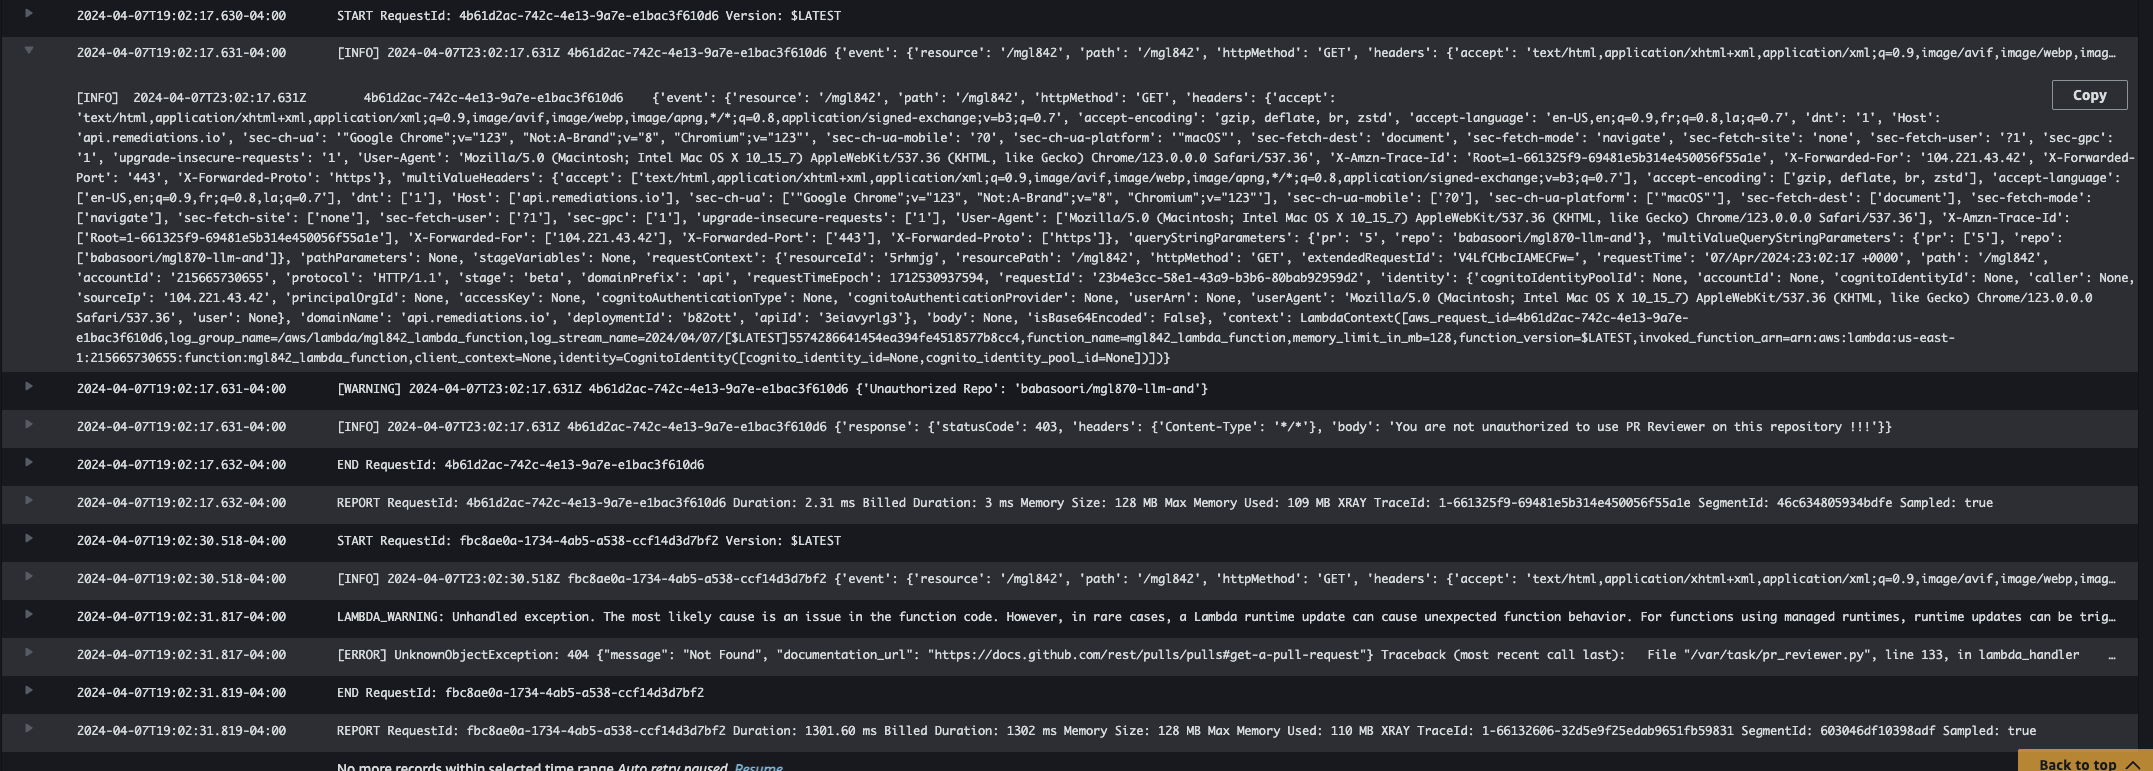 2024-04-07T19:02:17.630-04:00 START RequestId: 4b61d2ac-742c-4e13-9a7e-e1bac3f610d6 Version: $LATEST
2024-04-07T19:02:17.631-04:00 [INFO] 2024-04-07T23:02:17.631Z 4b61d2ac-742c-4e13-9a7e-e1bac3f610d6 {'event': {'resource': '/mgl842', 'path': '/mgl842', 'httpMethod': 'GET', 'headers': {'accept': 'text/html,application/xhtml+xml,application/xml;q=0.9,image/avif,image/webp,imag…
Copy
[INFO] 2024-04-07T23:02:17.631Z 4b61d2ac-742c-4e13-9a7e-e1bac3f610d6 {'event': {'resource': '/mgl842', 'path': '/mgl842', 'httpMethod': 'GET', 'headers': {'accept':
'text/html,application/xhtml+xml,application/xml;q=0.9,image/avif,image/webp,image/apng,*/*;q=0.8,application/signed-exchange;v=b3;q=0.7', 'accept-encoding': 'gzip, deflate, br, zstd', 'accept-language': 'en-US,en;q=0.9,fr;q=0.8,la;q=0.7', 'dnt': '1', 'Host':
'api.remediations.io', 'sec-ch-ua': '"Google Chrome";v="123", "Not:A-Brand";v="8", "Chromium";v="123"', 'sec-ch-ua-mobile': '?0', 'sec-ch-ua-platform': '"macOS"', 'sec-fetch-dest': 'document', 'sec-fetch-mode': 'navigate', 'sec-fetch-site': 'none', 'sec-fetch-user': '?1', 'sec-gpc':
'1', 'upgrade-insecure-requests': '1', 'User-Agent': 'Mozilla/5.0 (Macintosh; Intel Mac OS X 10_15_7) AppleWebKit/537.36 (KHTML, like Gecko) Chrome/123.0.0.0 Safari/537.36', 'X-Amzn-Trace-Id': 'Root=1-661325f9-69481e5b314e450056f55a1e', 'X-Forwarded-For': '104.221.43.42', 'X-Forwarded-
Port': '443', 'X-Forwarded-Proto': 'https'}, 'multiValueHeaders': {'accept': ['text/html,application/xhtml+xml,application/xml;q=0.9,image/avif,image/webp,image/apng,*/*;q=0.8,application/signed-exchange;v=b3;q=0.7'], 'accept-encoding': ['gzip, deflate, br, zstd'], 'accept-language':
['en-US,en;q=0.9,fr;q=0.8,la;q=0.7'], 'dnt': ['1'], 'Host': ['api.remediations.io'], 'sec-ch-ua': ['"Google Chrome";v="123", "Not:A-Brand";v="8", "Chromium";v="123"'], 'sec-ch-ua-mobile': ['?0'], 'sec-ch-ua-platform': ['"macOS"'], 'sec-fetch-dest': ['document'], 'sec-fetch-mode':
['navigate'], 'sec-fetch-site': ['none'], 'sec-fetch-user': ['?1'], 'sec-gpc': ['1'], 'upgrade-insecure-requests': ['1'], 'User-Agent': ['Mozilla/5.0 (Macintosh; Intel Mac OS X 10_15_7) AppleWebKit/537.36 (KHTML, like Gecko) Chrome/123.0.0.0 Safari/537.36'], 'X-Amzn-Trace-Id':
['Root=1-661325f9-69481e5b314e450056f55a1e'], 'X-Forwarded-For': ['104.221.43.42'], 'X-Forwarded-Port': ['443'], 'X-Forwarded-Proto': ['https']}, 'queryStringParameters': {'pr': '5', 'repo': 'babasoori/mgl870-llm-and'}, 'multiValueQueryStringParameters': {'pr': ['5'], 'repo':
['babasoori/mgl870-llm-and']}, 'pathParameters': None, 'stageVariables': None, 'requestContext': {'resourceId': '5rhmjg', 'resourcePath': '/mgl842', 'httpMethod': 'GET', 'extendedRequestId': 'V4LfCHbcIAMECFw=', 'requestTime': '07/Apr/2024:23:02:17 +0000', 'path': '/mgl842',
'accountId': '215665730655', 'protocol': 'HTTP/1.1', 'stage': 'beta', 'domainPrefix': 'api', 'requestTimeEpoch': 1712530937594, 'requestId': '23b4e3cc-58e1-43a9-b3b6-80bab92959d2', 'identity': {'cognitoIdentityPoolId': None, 'accountId': None, 'cognitoIdentityId': None, 'caller': None,
'sourceIp': '104.221.43.42', 'principalOrgId': None, 'accessKey': None, 'cognitoAuthenticationType': None, 'cognitoAuthenticationProvider': None, 'userArn': None, 'userAgent': 'Mozilla/5.0 (Macintosh; Intel Mac OS X 10_15_7) AppleWebKit/537.36 (KHTML, like Gecko) Chrome/123.0.0.0
Safari/537.36', 'user': None}, 'domainName': 'api.remediations.io', 'deploymentId': 'b82ott', 'apiId': '3eiavyrlg3'}, 'body': None, 'isBase64Encoded': False}, 'context': LambdaContext([aws_request_id=4b61d2ac-742c-4e13-9a7e-
e1bac3f610d6,log_group_name=/aws/lambda/mgl842_lambda_function,log_stream_name=2024/04/07/[$LATEST]5574286641454ea394fe4518577b8cc4,function_name=mgl842_lambda_function,memory_limit_in_mb=128,function_version=$LATEST,invoked_function_arn=arn:aws:lambda:us-east-
1:215665730655:function:mgl842_lambda_function,client_context=None,identity=CognitoIdentity([cognito_identity_id=None,cognito_identity_pool_id=None])])}
2024-04-07T19:02:17.631-04:00 [WARNING] 2024-04-07T23:02:17.631Z 4b61d2ac-742c-4e13-9a7e-e1bac3f610d6 {'Unauthorized Repo': 'babasoori/mgl870-llm-and'}
2024-04-07T19:02:17.631-04:00 [INFO] 2024-04-07T23:02:17.631Z 4b61d2ac-742c-4e13-9a7e-e1bac3f610d6 {'response': {'statusCode': 403, 'headers': {'Content-Type': '*/*'}, 'body': 'You are not unauthorized to use PR Reviewer on this repository !!!'}}
2024-04-07T19:02:17.632-04:00 END RequestId: 4b61d2ac-742c-4e13-9a7e-e1bac3f610d6
2024-04-07T19:02:17.632-04:00 REPORT RequestId: 4b61d2ac-742c-4e13-9a7e-e1bac3f610d6 Duration: 2.31 ms Billed Duration: 3 ms Memory Size: 128 MB Max Memory Used: 109 MB XRAY TraceId: 1-661325f9-69481e5b314e450056f55a1e SegmentId: 46c634805934bdfe Sampled: true
2024-04-07T19:02:30.518-04:00 START RequestId: fbc8ae0a-1734-4ab5-a538-ccf14d3d7bf2 Version: $LATEST
2024-04-07T19:02:30.518-04:00 [INFO] 2024-04-07T23:02:30.518Z fbc8ae0a-1734-4ab5-a538-ccf14d3d7bf2 {'event': {'resource': '/mgl842', 'path': '/mgl842', 'httpMethod': 'GET', 'headers': {'accept': 'text/html,application/xhtml+xml,application/xml;q=0.9,image/avif,image/webp,imag…
2024-04-07T19:02:31.817-04:00 LAMBDA_WARNING: Unhandled exception. The most likely cause is an issue in the function code. However, in rare cases, a Lambda runtime update can cause unexpected function behavior. For functions using managed runtimes, runtime updates can be trig…
2024-04-07T19:02:31.817-04:00 [ERROR] UnknownObjectException: 404 {"message": "Not Found", "documentation_url": "https://docs.github.com/rest/pulls/pulls#get-a-pull-request"} Traceback (most recent call last): File "/var/task/pr_reviewer.py", line 133, in lambda_handler …
2024-04-07T19:02:31.819-04:00 END RequestId: fbc8ae0a-1734-4ab5-a538-ccf14d3d7bf2
2024-04-07T19:02:31.819-04:00 REPORT RequestId: fbc8ae0a-1734-4ab5-a538-ccf14d3d7bf2 Duration: 1301.60 ms Billed Duration: 1302 ms Memory Size: 128 MB Max Memory Used: 110 MB XRAY TraceId: 1-66132606-32d5e9f25edab9651fb59831 SegmentId: 603046df10398adf Sampled: true
No more records within selected time range Auto retry paused. Resume
Back to top